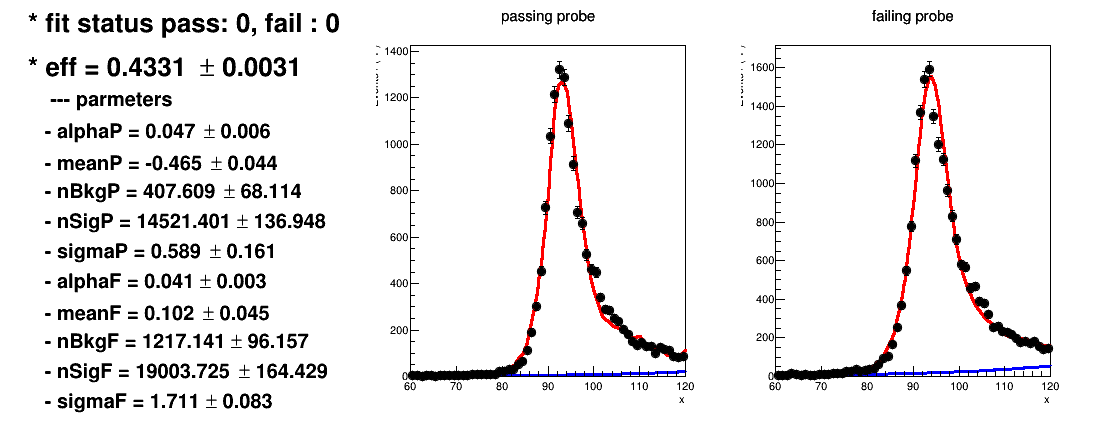 * fit status pass: 0, fail : 0
* eff = 0.4331 ± 0.0031
--- parmeters
- alphaP = 0.047 ± 0.006
- meanP = -0.465 ± 0.044
- nBkgP = 407.609 ± 68.114
- nSigP = 14521.401 ± 136.948
- sigmaP = 0.589 ± 0.161
- alphaF = 0.041 ± 0.003
- meanF = 0.102 ± 0.045
- nBkgF = 1217.141 ± 96.157
- nSigF = 19003.725 ± 164.429
- sigmaF = 1.711 ± 0.083
passing probe
1400
1200
1000
800
600
400
200
0
60 70 80 90 100 110 120
x
failing probe
1600
1400
1200
1000
800
600
400
200
0
60 70 80 90 100 110 120
x